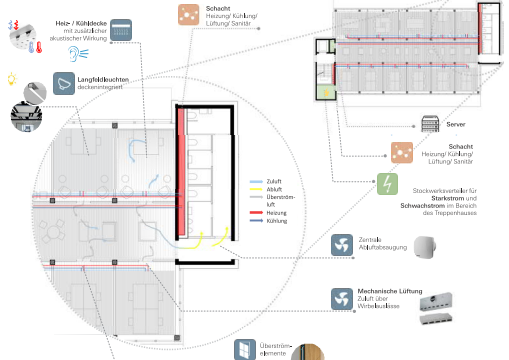 Schacht
Heizung/ Kühlung/
Lüftung/ Sanitär
Heiz- / Kühldecke
mit zusätzlicher
akustischer Wirkung
Langfeldleuchten
deckenintegriert
Server
Schacht
Heizung/ Kühlung/
Lüftung/ Sanitär
Stockwerksverteiler für
Starkstrom und
Schwachstrom im Bereich
des Treppenhauses
Zuluft
Abluft
Überström-
luft
Heizung
Kühlung
Zentrale
Abluftabsaugung
Mechanische Lüftung
Zuluft über
Wirbelauslässe
Überström-
elemente